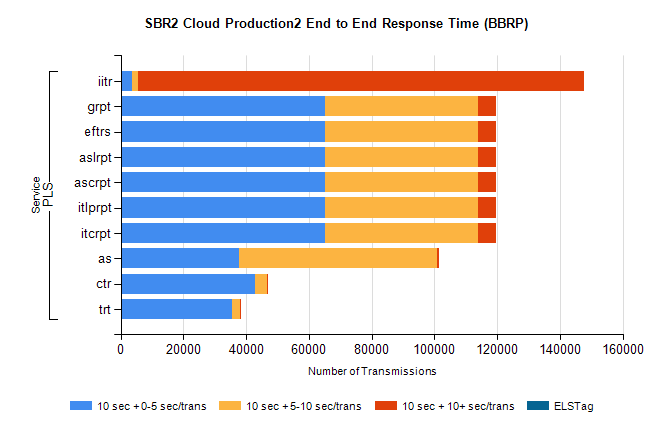 SBR2 Cloud Production2 End to End Response Time (BBRP)
iitr
grpt
eftrs
aslrpt
ascrpt
itlprpt
itcrpt
as
ctr
trt
Service
PLS
0 20000 40000 60000 80000 100000 120000 140000 160000
Number of Transmissions
10 sec +0-5 sec/trans 10 sec +5-10 sec/trans 10 sec + 10+ sec/trans ELSTag